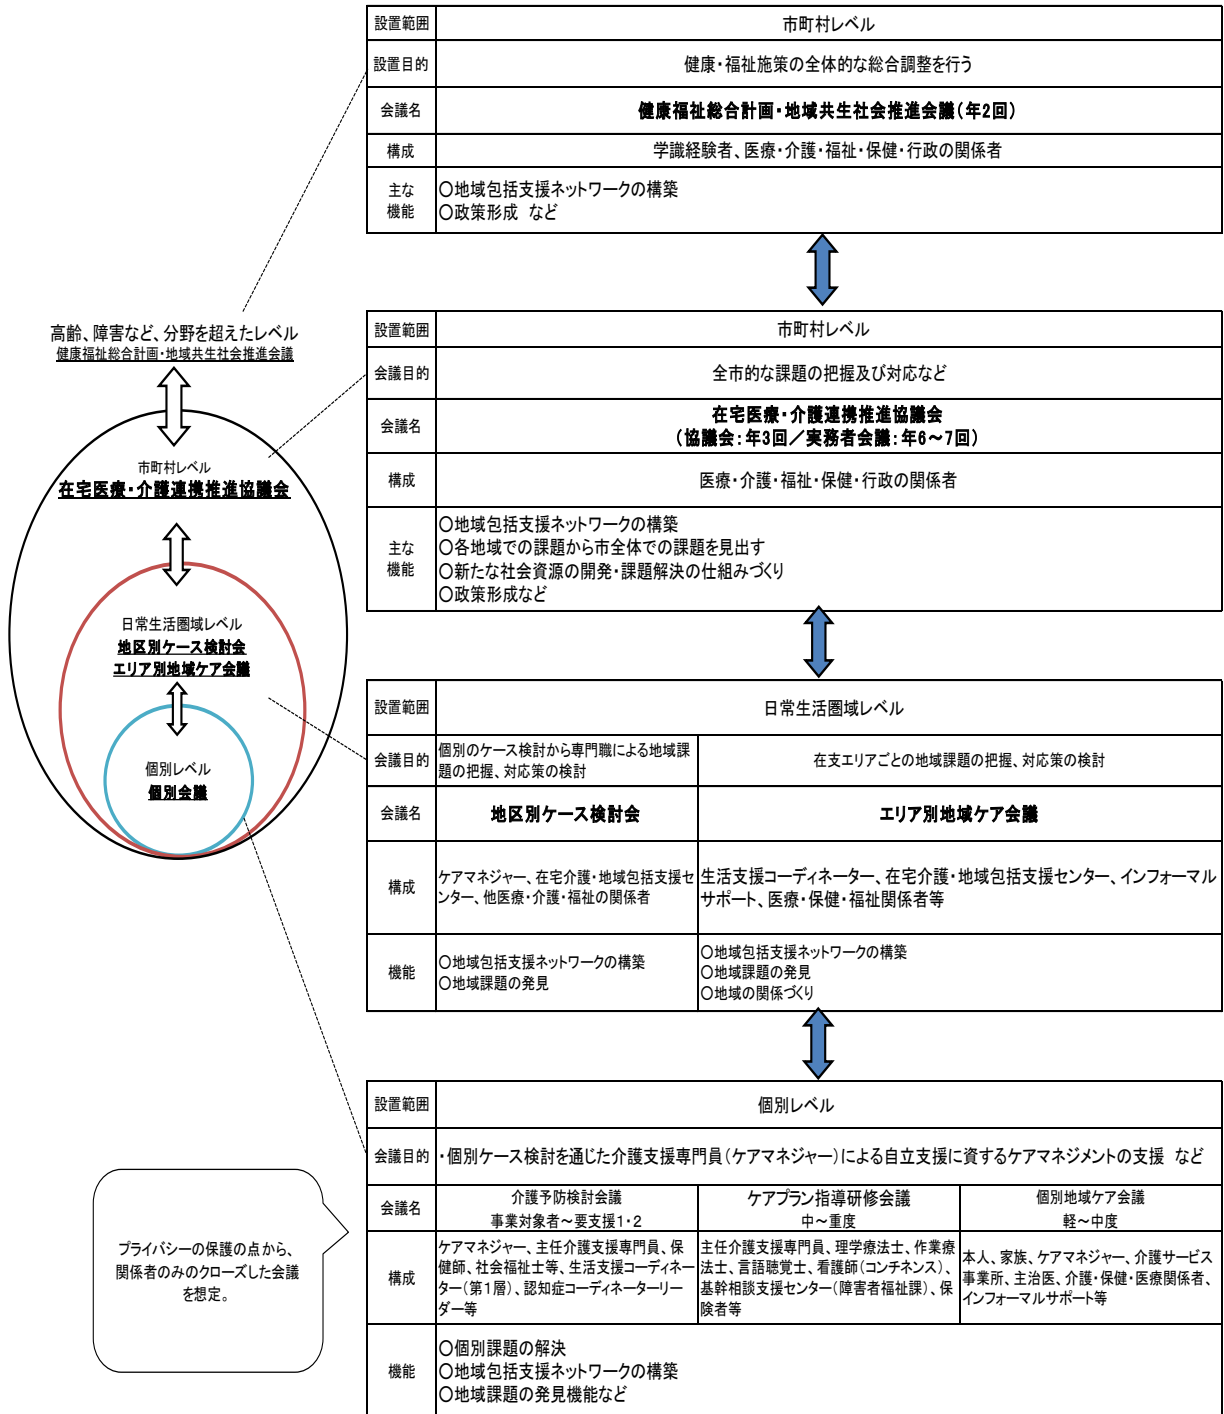 設置範囲 市町村レベル
設置目的 健康・福祉施策の全体的な総合調整を行う
会議名 健康福祉総合計画・地域共生社会推進会議（年2回）
構成 学識経験者、医療・介護・福祉・保健・行政の関係者
主な
機能
〇地域包括支援ネットワークの構築
〇政策形成 など
高齢、障害など、分野を超えたレベル
健康福祉総合計画・地域共生社会推進会議
市町村レベル
在宅医療・介護連携推進協議会
日常生活圏域レベル
地区別ケース検討会
エリア別地域ケア会議
個別レベル
個別会議
設置範囲 市町村レベル
会議目的 全市的な課題の把握及び対応など
会議名
在宅医療・介護連携推進協議会
（協議会：年3回／実務者会議：年6～7回）
構成 医療・介護・福祉・保健・行政の関係者
主な
機能
〇地域包括支援ネットワークの構築
〇各地域での課題から市全体での課題を見出す
〇新たな社会資源の開発・課題解決の仕組みづくり
〇政策形成など
設置範囲 日常生活圏域レベル
会議目的
個別のケース検討から専門職による地域課
題の把握、対応策の検討
在支エリアごとの地域課題の把握、対応策の検討
会議名 地区別ケース検討会 エリア別地域ケア会議
構成
ケアマネジャー、在宅介護・地域包括支援セ
ンター、他医療・介護・福祉の関係者
生活支援コーディネーター、在宅介護・地域包括支援センター、インフォーマル
サポート、医療・保健・福祉関係者等
機能
〇地域包括支援ネットワークの構築
〇地域課題の発見
〇地域包括支援ネットワークの構築
〇地域課題の発見
〇地域の関係づくり
設置範囲 個別レベル
会議目的 ・個別ケース検討を通じた介護支援専門員（ケアマネジャー）による自立支援に資するケアマネジメントの支援 など
会議名
介護予防検討会議
事業対象者～要支援1・2
ケアプラン指導研修会議
中～重度
個別地域ケア会議
軽～中度
構成
ケアマネジャー、主任介護支援専門員、保
健師、社会福祉士等、生活支援コーディネー
ター（第1層）、認知症コーディネーターリー
ダー等
主任介護支援専門員、理学療法士、作業療
法士、言語聴覚士、看護師（コンチネンス）、
基幹相談支援センター（障害者福祉課）、保
険者等
本人、家族、ケアマネジャー、介護サービス
事業所、主治医、介護・保健・医療関係者、
インフォーマルサポート等
機能
〇個別課題の解決
〇地域包括支援ネットワークの構築
〇地域課題の発見機能など
プライバシーの保護の点から、
関係者のみのクローズした会議
を想定。